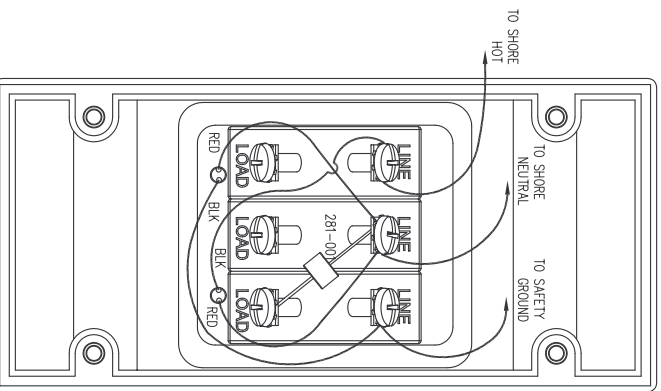 TO SHORE
HOT
TO SHORE
NEUTRAL
TO SAFETY
GROUND
LINE
LINE
LINE
281-00
LOAD
LOAD
LOAD
RED
BLK
BLK
RED